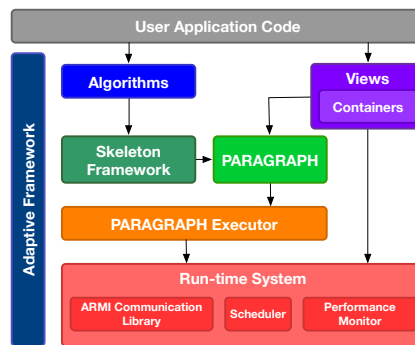 User Application Code
Adaptive Framework
Algorithms
Views
Containers
Skeleton
Framework
PARAGRAPH
PARAGRAPH Executor
Run-time System
ARMI Communication
Library
Scheduler
Performance
Monitor